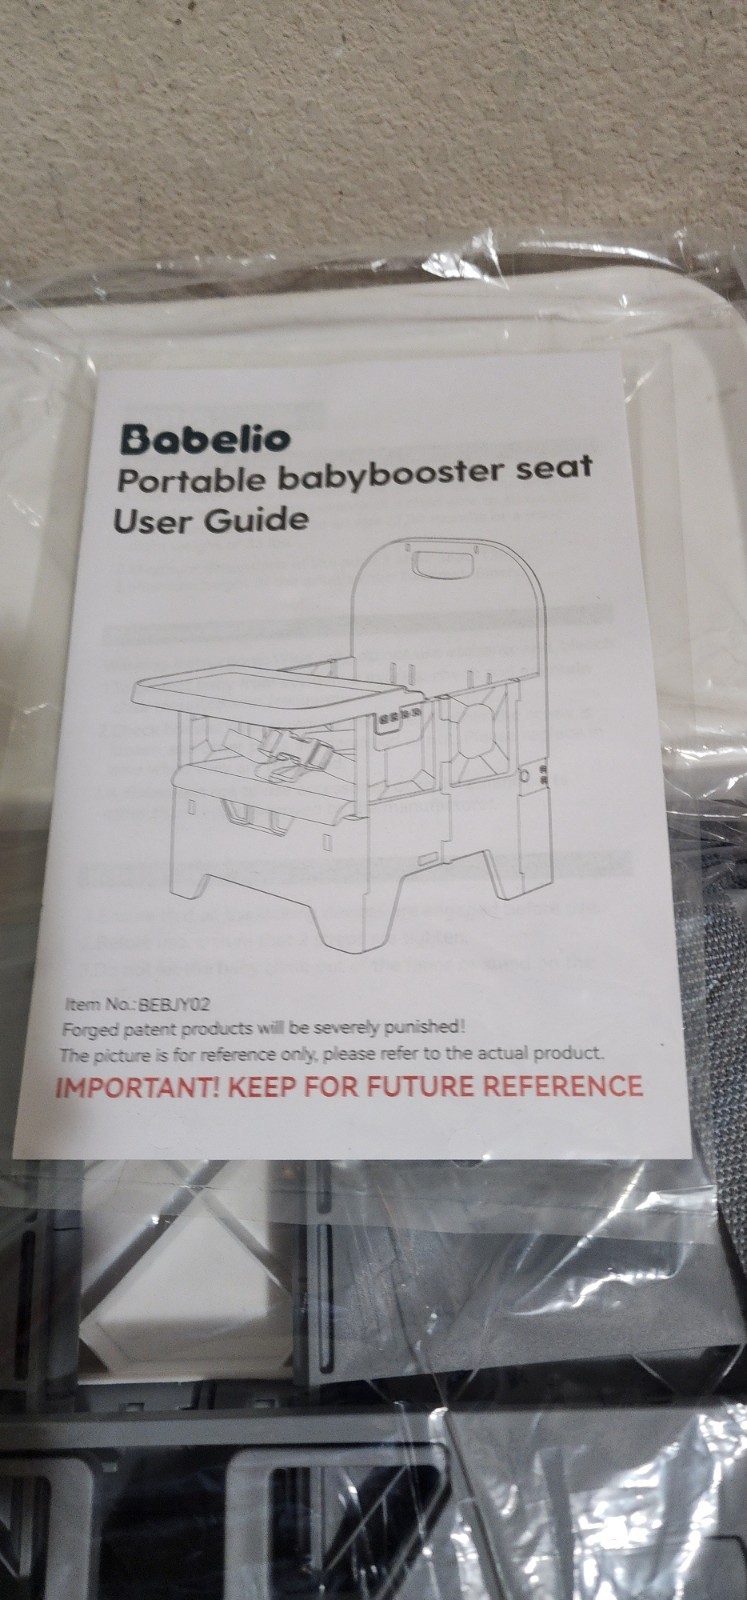 Babelio
Portable babybooster seat
User Guide
Item No.:BEBJY02
Forged patent products will be severely punished!
The picture is for reference only, please refer to the actual product.
IMPORTANT! KEEP FOR FUTURE REFERENCE